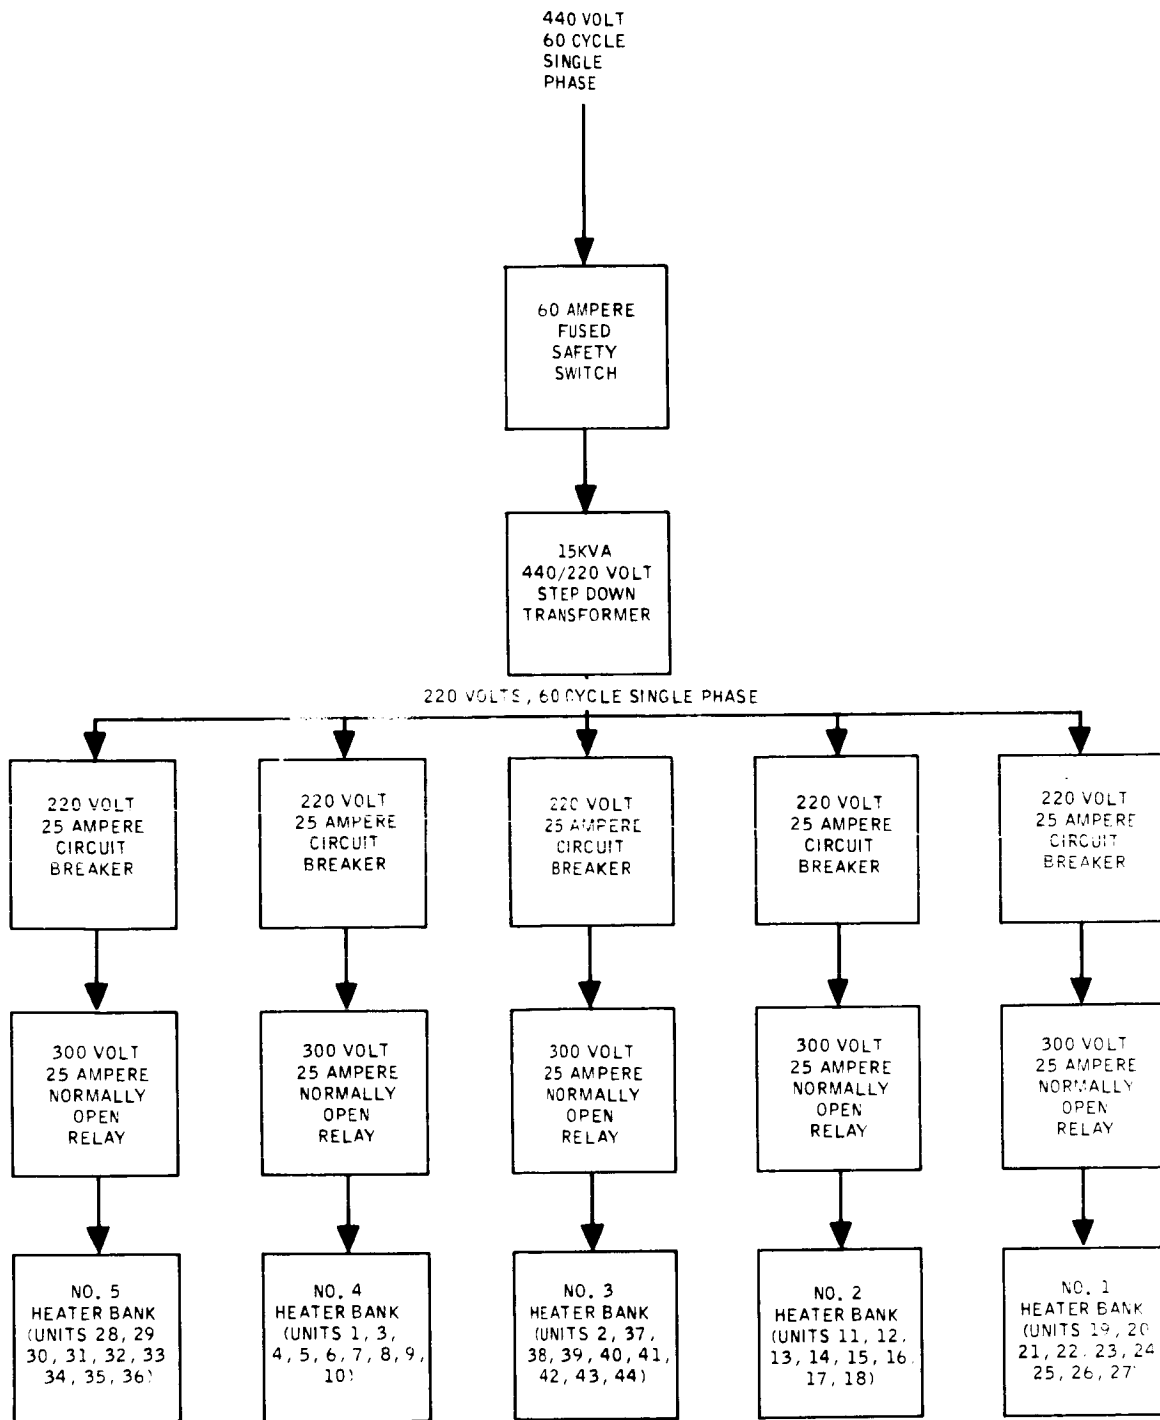 440 VOLT
60 CYCLE
SINGLE
PHASE
60 AMPERE
FUSED
SAFETY
SWITCH
15KVA
440/220 VOLT
STEP DOWN
TRANSFORMER
220 VOLTS, 60 CYCLE SINGLE PHASE
220 VOLT
25 AMPERE
CIRCUIT
BREAKER
220 VOLT
25 AMPERE
CIRCUIT
BREAKER
220 VOLT
25 AMPERE
CIRCUIT
BREAKER
220 VOLT
25 AMPERE
CIRCUIT
BREAKER
220 VOLT
25 AMPERE
CIRCUIT
BREAKER
300 VOLT
25 AMPERE
NORMALLY
OPEN
RELAY
300 VOLT
25 AMPERE
NORMALLY
OPEN
RELAY
300 VOLT
25 AMPERE
NORMALLY
OPEN
RELAY
300 VOLT
25 AMPERE
NORMALLY
OPEN
RELAY
300 VOLT
25 AMPERE
NORMALLY
OPEN
RELAY
NO. 5
HEATER BANK
(UNITS 28, 29
30, 31, 32, 33
34, 35, 36)
NO. 4
HEATER BANK
(UNITS 1, 3,
4, 5, 6, 7, 8, 9,
10)
NO. 3
HEATER BANK
(UNITS 2, 37,
38, 39, 40, 41,
42, 43, 44)
NO. 2
HEATER BANK
(UNITS 11, 12,
13, 14, 15, 16,
17, 18)
NO. 1
HEATER BANK
(UNITS 19, 20
21, 22, 23, 24
25, 26, 27)